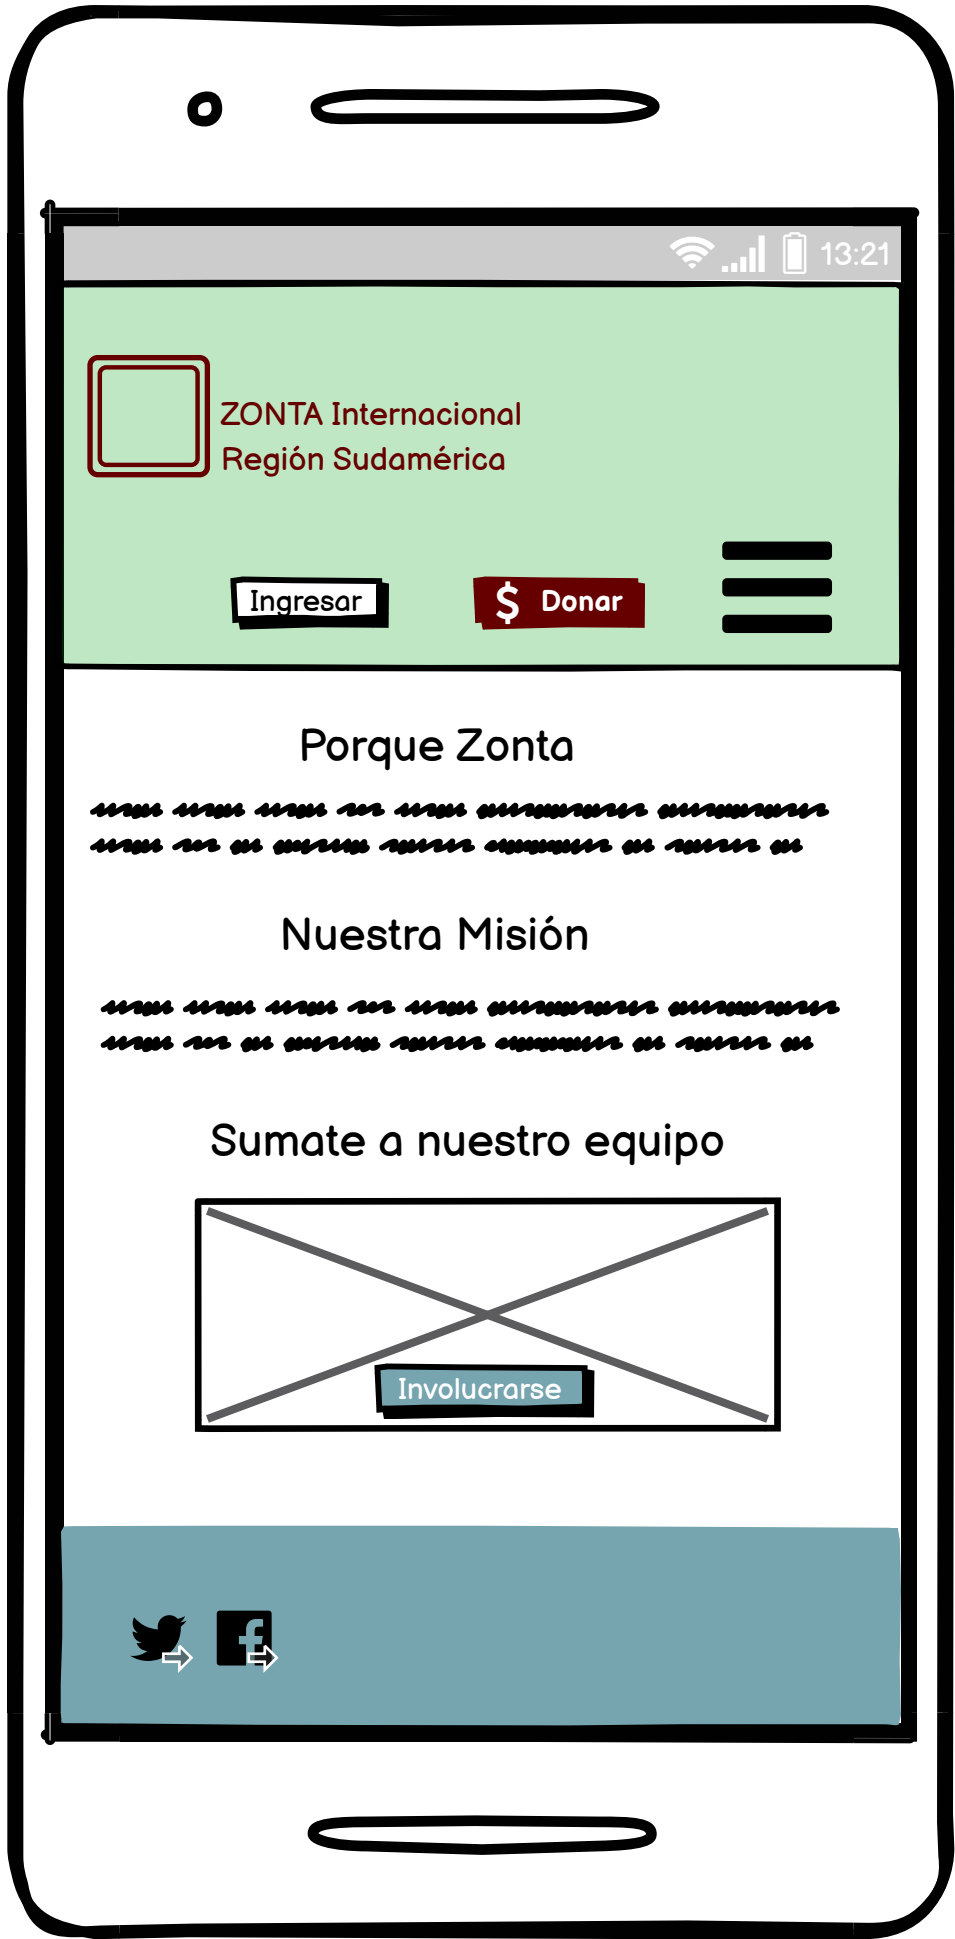 13:21
ZONTA Internacional
Región Sudamérica
Ingresar
$ Donar
Porque Zonta
Nuestra Misión
Sumate a nuestro equipo
Involucrarse